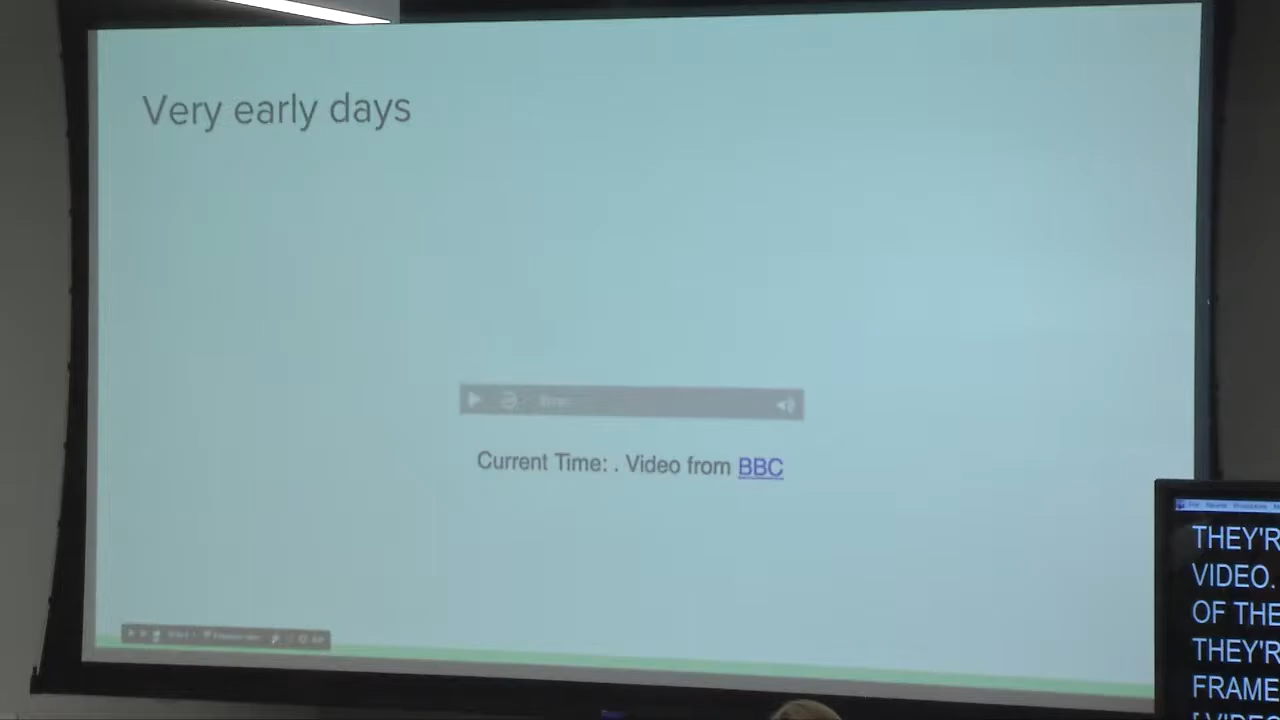 Very early days
Current Time: . Video from BBC
THEY'R
VIDEO.
OF THE
THEY'R
FRAME